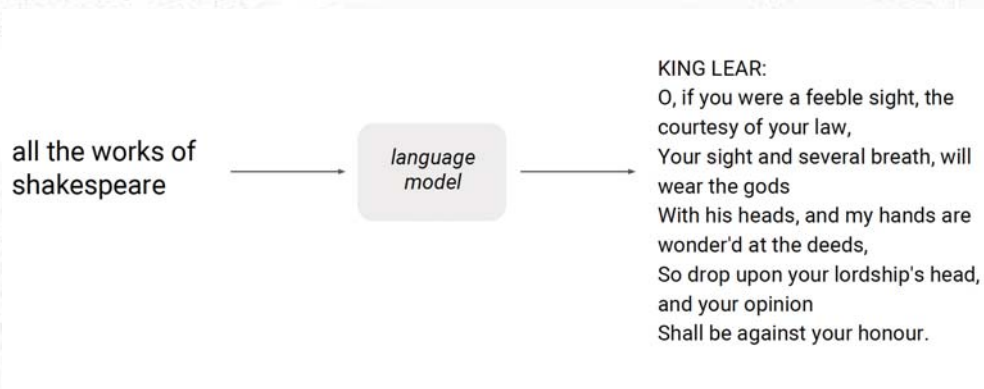 all the works of
shakespeare
language
model
KING LEAR:
O, if you were a feeble sight, the
courtesy of your law,
Your sight and several breath, will
wear the gods
With his heads, and my hands are
wonder'd at the deeds,
So drop upon your lordship's head,
and your opinion
Shall be against your honour.